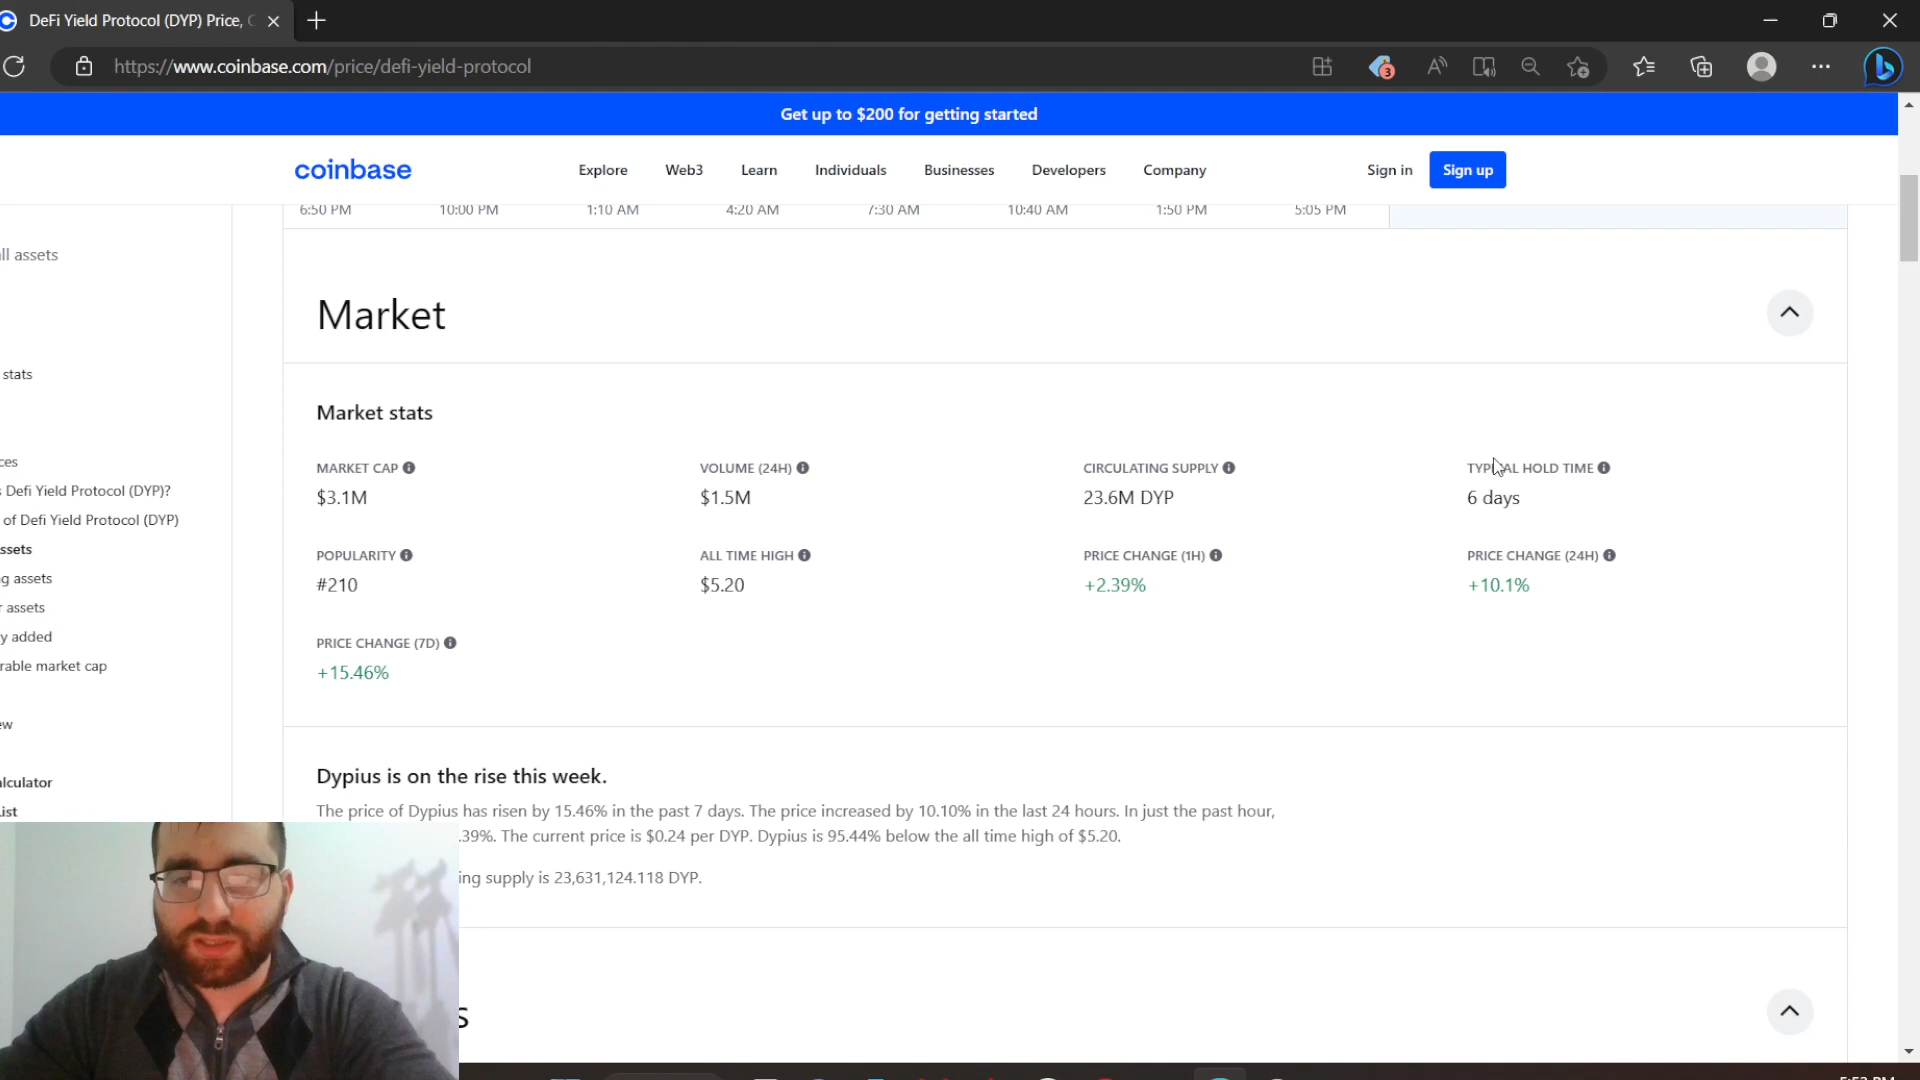 DeFi Yield Protocol (DYP) Price,
https://www.coinbase.com/price/defi-yield-protocol
3
Get up to $200 for getting started
coinbase
Explore Web3 Learn Individuals Businesses Developers Company Sign in Sign up
6:50 PM 10:00 PM 1:10 AM 4:20 AM 7:30 AM 10:40 AM 1:50 PM 5:05 PM
ll assets
Market
stats
Market stats
ces
MARKET CAP VOLUME (24H) CIRCULATING SUPPLY TYPICAL HOLD TIME
$3.1M $1.5M 23.6M DYP 6 days
Defi Yield Protocol (DYP)?
of Defi Yield Protocol (DYP)
ssets
POPULARITY ALL TIME HIGH PRICE CHANGE (1H) PRICE CHANGE (24H)
#210 $5.20 +2.39% +10.1%
g assets
r assets
y added
PRICE CHANGE (7D)
+15.46%
rable market cap
ew
Dypius is on the rise this week.
lculator
ist
The price of Dypius has risen by 15.46% in the past 7 days. The price increased by 10.10% in the last 24 hours. In just the past hour,
.39%. The current price is $0.24 per DYP. Dypius is 95.44% below the all time high of $5.20.
ing supply is 23,631,124.118 DYP.
s